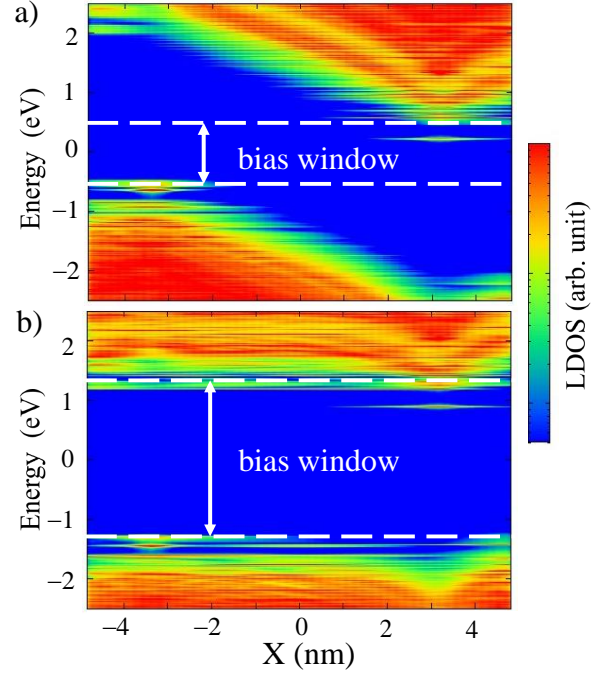 a)
2
1
0
−1
−2
Energy (eV)
bias window
b)
2
1
0
−1
−2
Energy (eV)
bias window
−4 −2 0 2 4
X (nm)
LDOS (arb. unit)